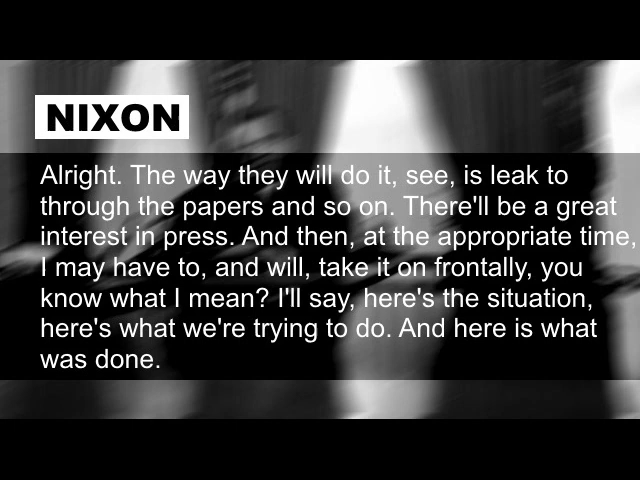 NIXON
Alright. The way they will do it, see, is leak to
through the papers and so on. There'll be a great
interest in press. And then, at the appropriate time,
I may have to, and will, take it on frontally, you
know what I mean? I'll say, here's the situation,
here's what we're trying to do. And here is what
was done.